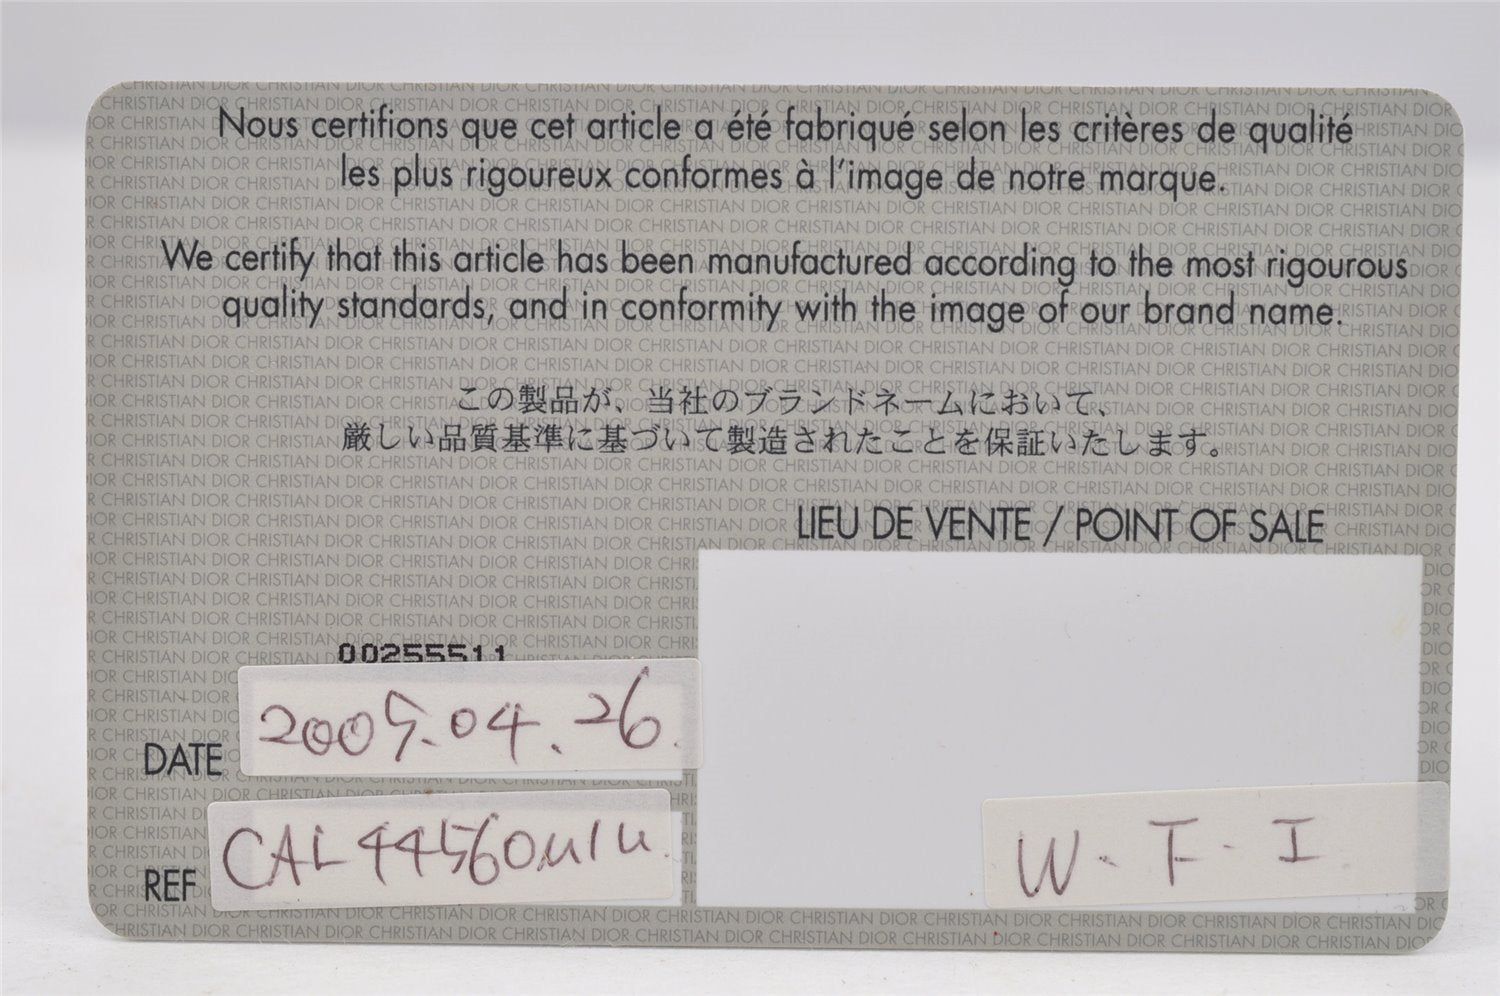 Nous certifions que cet article a été fabriqué selon les critères de qualité
les plus rigoureux conformes à l'image de notre marque.
We certify that this article has been manufactured according to the most rigourous
quality standards, and in conformity with the image of our brand name.
この製品が、当社のブランドネームにおいて、
厳しい品質基準に基づいて製造されたことを保証いたします。
LIEU DE VENTE / POINT OF SALE
00255511
DATE 2005.04.26.
REF
W.F.I
CHRISTIAN DIOR